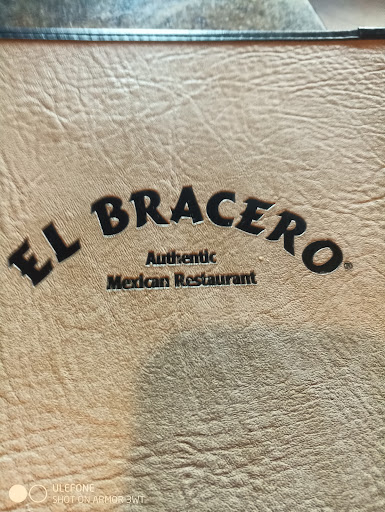 EL BRACERO®
Authentic
Mexican Restaurant
ULEFONE
SHOT ON ARMOR 3WT